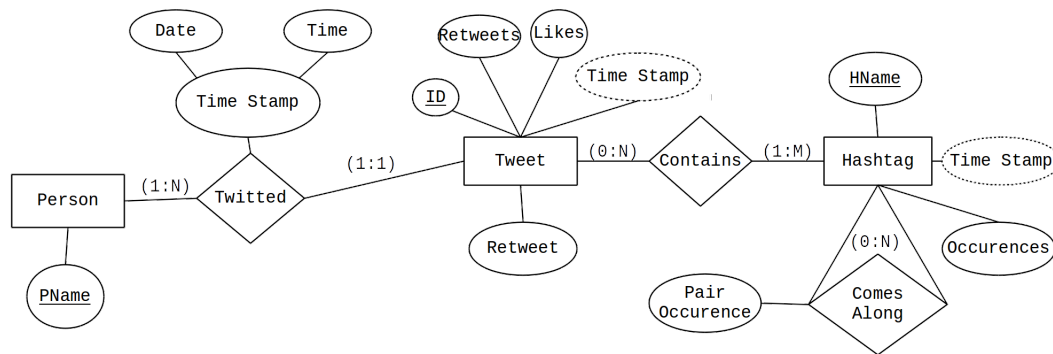 Date
Time
Retweets
Likes
Time Stamp
Time Stamp
ID
HName
(1:N)
Twitted
(1:1)
Tweet
(0:N)
Contains
(1:M)
Hashtag
Time Stamp
Person
Retweet
(0:N)
Occurences
PName
Pair
Occurence
Comes
Along